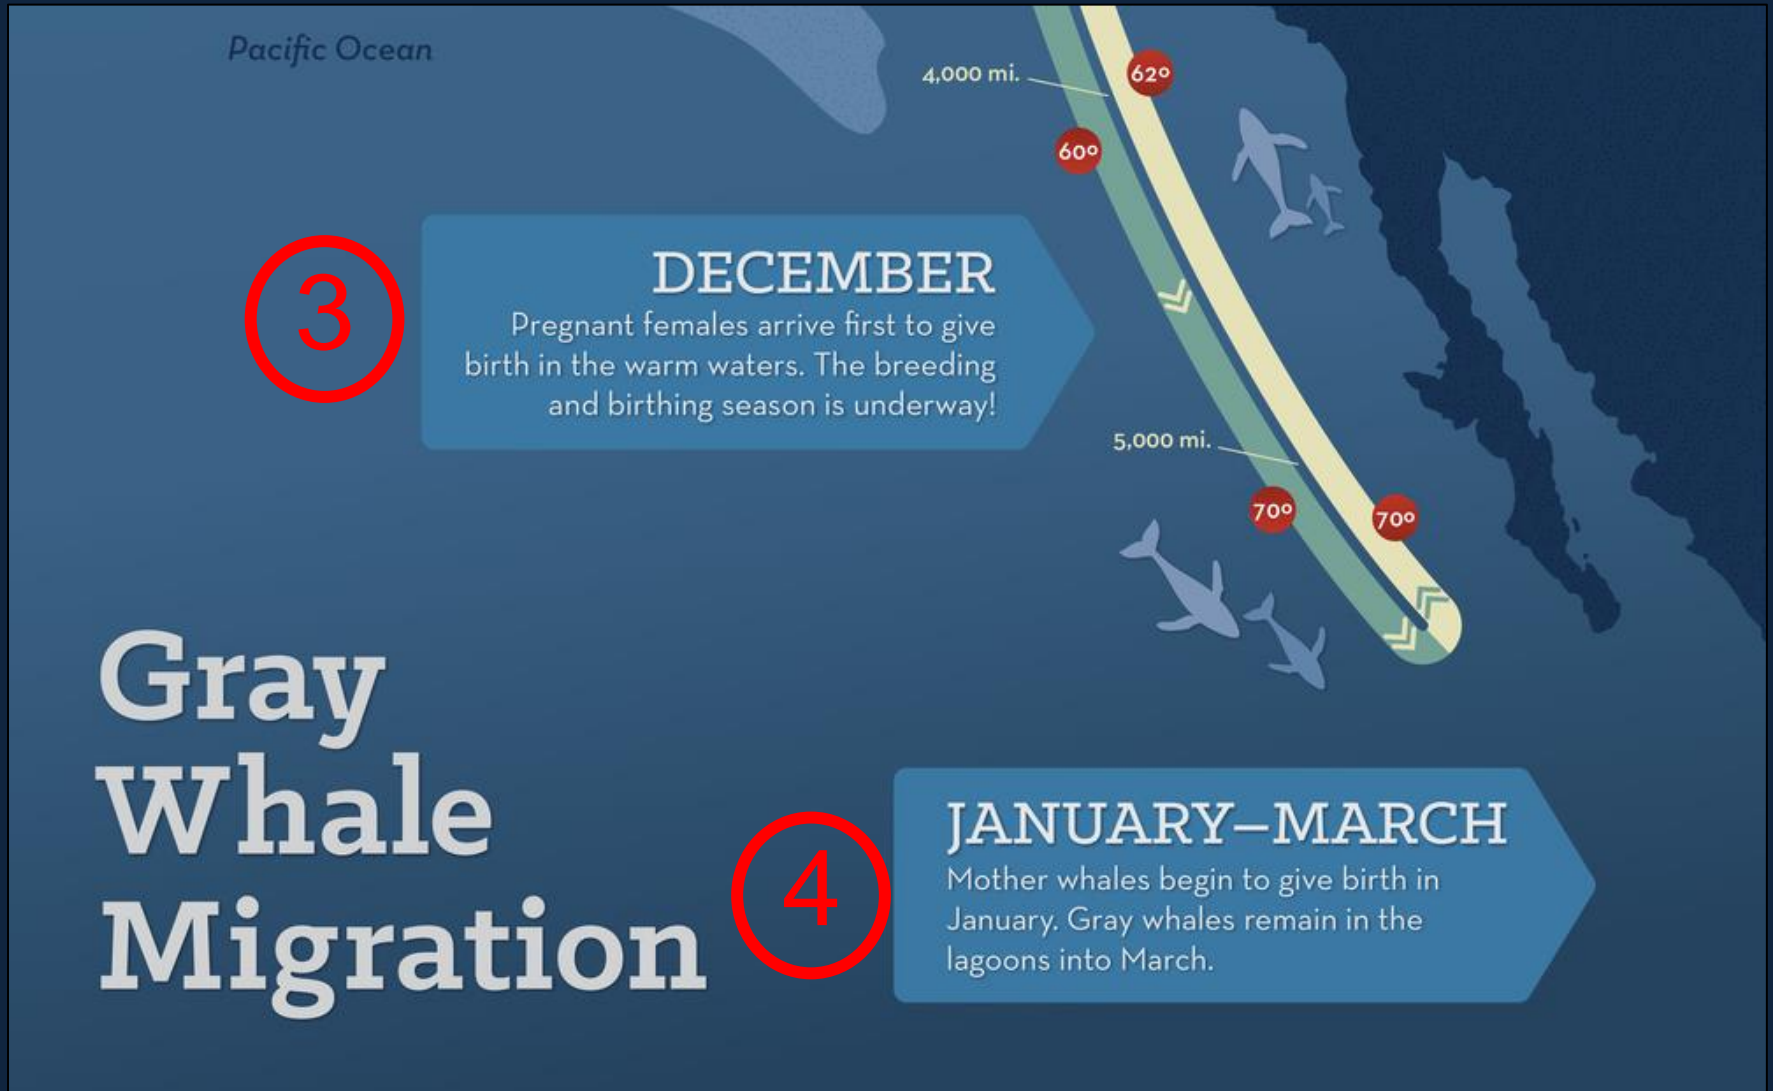 Pacific Ocean
4,000 mi.
62°
60°
3
DECEMBER
Pregnant females arrive first to give
birth in the warm waters. The breeding
and birthing season is underway!
5,000 mi.
70°
70°
Gray
Whale
Migration
4
JANUARY–MARCH
Mother whales begin to give birth in
January. Gray whales remain in the
lagoons into March.